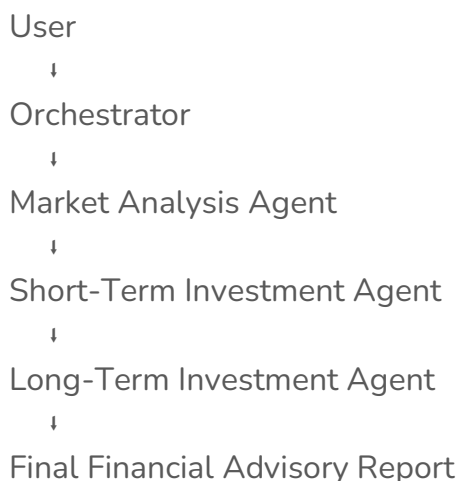 User
↓
Orchestrator
↓
Market Analysis Agent
↓
Short-Term Investment Agent
↓
Long-Term Investment Agent
↓
Final Financial Advisory Report